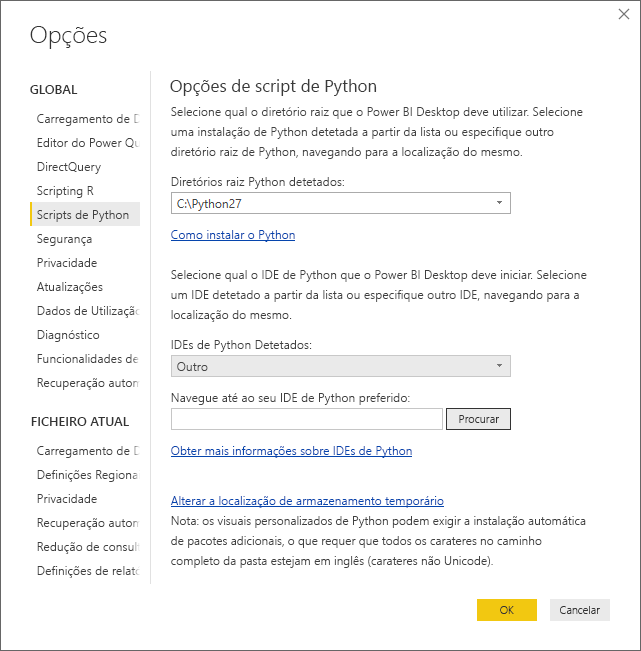 Opções
GLOBAL
Carregamento de
Editor do Power
DirectQuery
Scripting R
Scripts de Python
Segurança
Privacidade
Atualizações
Dados de Utilização
Diagnóstico
Funcionalidades de
Recuperação autom
FICHEIRO ATUAL
Carregamento de
Definições Regiona
Privacidade
Recuperação autom
Redução de consul
Definições de relato
Opções de script de Python
Selecione qual o diretório raiz que o Power BI Desktop deve utilizar. Selecione
uma instalação de Python detetada a partir da lista ou especifique outro
diretório raiz de Python, navegando para a localização do mesmo.
Diretórios raiz Python detetados:
C:\Python27
Como instalar o Python
Selecione qual o IDE de Python que o Power BI Desktop deve iniciar. Selecione
um IDE detetado a partir da lista ou especifique outro IDE, navegando para a
localização do mesmo.
IDEs de Python Detetados:
Outro
Navegue até ao seu IDE de Python preferido:
Procurar
Obter mais informações sobre IDEs de Python
Alterar a localização de armazenamento temporário
Nota: os visuais personalizados de Python podem exigir a instalação automática
de pacotes adicionais, o que requer que todos os carateres no caminho
completo da pasta estejam em inglês (carateres não Unicode).
OK
Cancelar